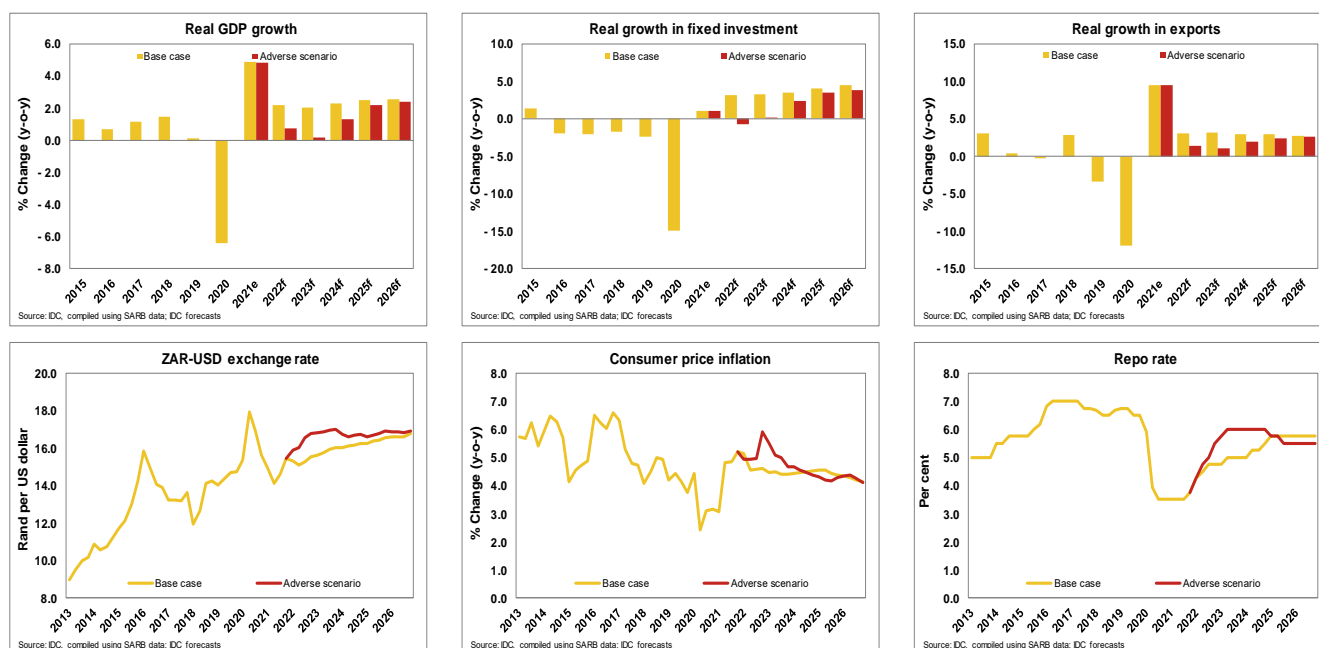 Real GDP growth
Base case Adverse scenario
% Change (y-o-y)
6.0
4.0
2.0
0.0
- 2.0
- 4.0
- 6.0
- 8.0
2015 2016 2017 2018 2019 2020 2021e 2022f 2023f 2024f 2025f 2026f
Source: IDC, compiled using SARB data; IDC forecasts
Real growth in fixed investment
Base case Adverse scenario
% Change (y-o-y)
10.0
5.0
0.0
- 5.0
- 10.0
- 15.0
- 20.0
2015 2016 2017 2018 2019 2020 2021e 2022f 2023f 2024f 2025f 2026f
Source: IDC, compiled using SARB data; IDC forecasts
Real growth in exports
Base case Adverse scenario
% Change (y-o-y)
15.0
10.0
5.0
0.0
- 5.0
- 10.0
- 15.0
2015 2016 2017 2018 2019 2020 2021e 2022f 2023f 2024f 2025f 2026f
Source: IDC, compiled using SARB data; IDC forecasts
ZAR-USD exchange rate
Rand per US dollar
20.0
18.0
16.0
14.0
12.0
10.0
8.0
Base case Adverse scenario
2013 2014 2015 2016 2017 2018 2019 2020 2021 2022 2023 2024 2025 2026
Source: IDC, compiled using SARB data; IDC forecasts
Consumer price inflation
% Change (y-o-y)
8.0
7.0
6.0
5.0
4.0
3.0
2.0
1.0
0.0
Base case Adverse scenario
2013 2014 2015 2016 2017 2018 2019 2020 2021 2022 2023 2024 2025 2026
Source: IDC, compiled using SARB data; IDC forecasts
Repo rate
Per cent
8.0
7.0
6.0
5.0
4.0
3.0
2.0
1.0
0.0
Base case Adverse scenario
2013 2014 2015 2016 2017 2018 2019 2020 2021 2022 2023 2024 2025 2026
Source: IDC, compiled using SARB data; IDC forecasts